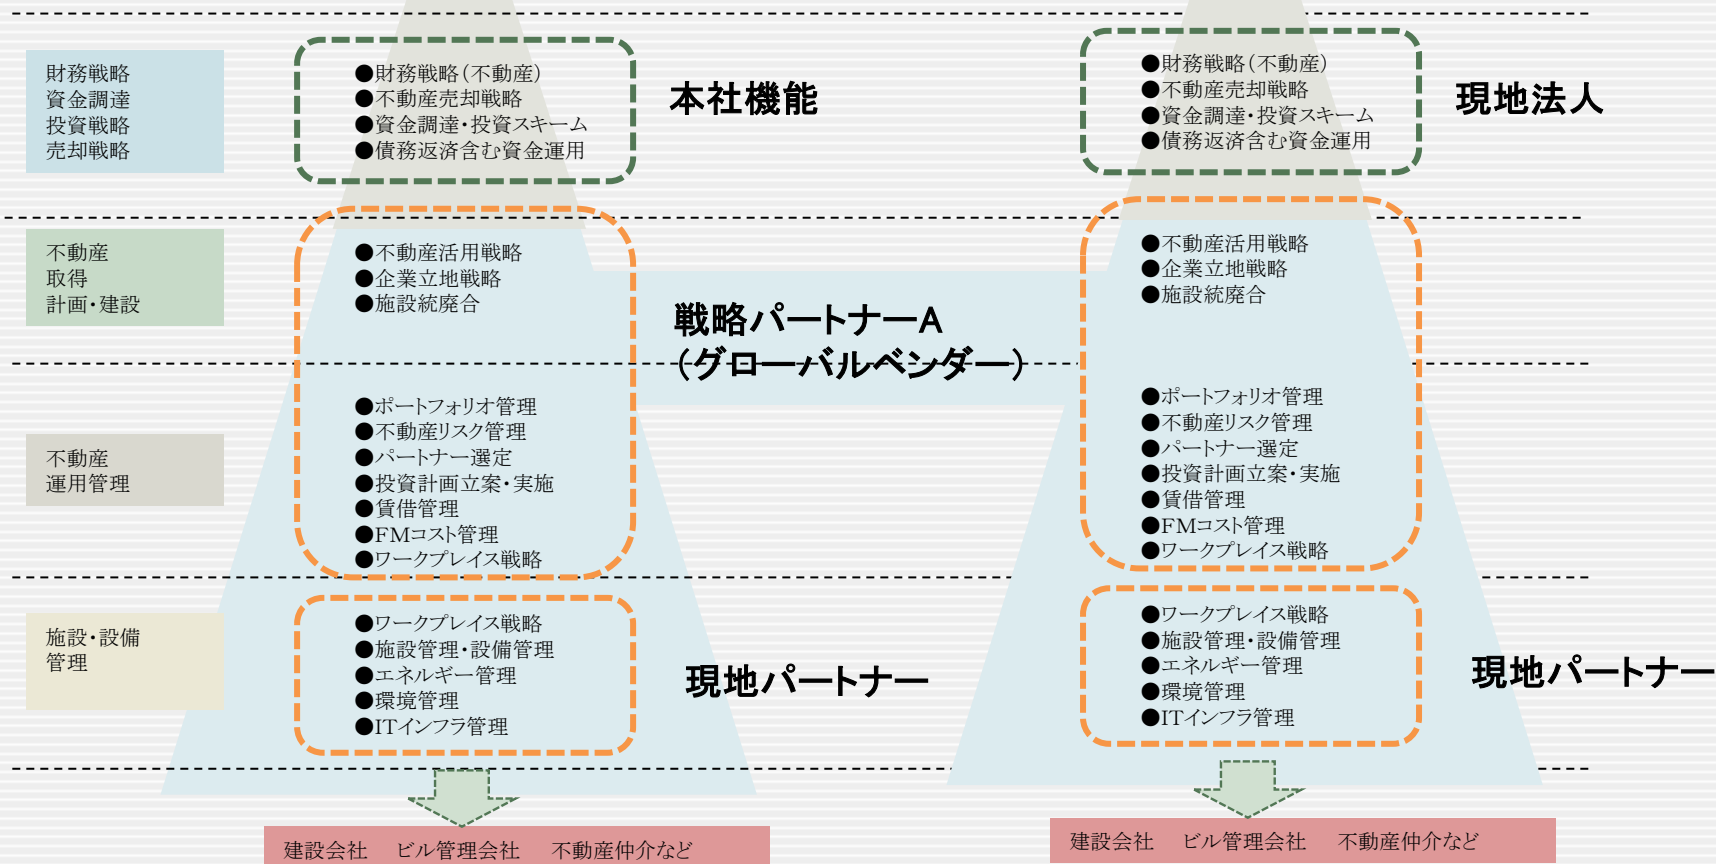 財務戦略
資金調達
投資戦略
売却戦略
●財務戦略（不動産）
●不動産売却戦略
●資金調達・投資スキーム
●債務返済含む資金運用
本社機能
●財務戦略（不動産）
●不動産売却戦略
●資金調達・投資スキーム
●債務返済含む資金運用
現地法人
不動産
取得
計画・建設
●不動産活用戦略
●企業立地戦略
●施設統廃合
戦略パートナーA
（グローバルベンダー）
●不動産活用戦略
●企業立地戦略
●施設統廃合
不動産
運用管理
●ポートフォリオ管理
●不動産リスク管理
●パートナー選定
●投資計画立案・実施
●賃借管理
●FMコスト管理
●ワークプレイス戦略
●ポートフォリオ管理
●不動産リスク管理
●パートナー選定
●投資計画立案・実施
●賃借管理
●FMコスト管理
●ワークプレイス戦略
施設・設備
管理
●ワークプレイス戦略
●施設管理・設備管理
●エネルギー管理
●環境管理
●ITインフラ管理
現地パートナー
●ワークプレイス戦略
●施設管理・設備管理
●エネルギー管理
●環境管理
●ITインフラ管理
現地パートナー
建設会社　ビル管理会社　不動産仲介など
建設会社　ビル管理会社　不動産仲介など